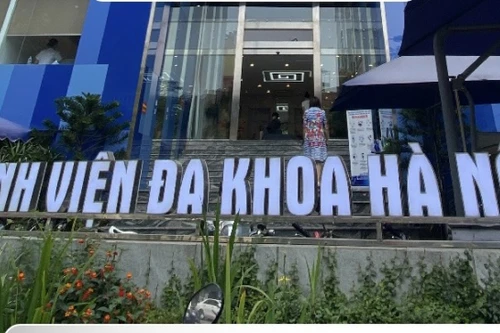 NH VIỆN ĐA KHOA HÀ N